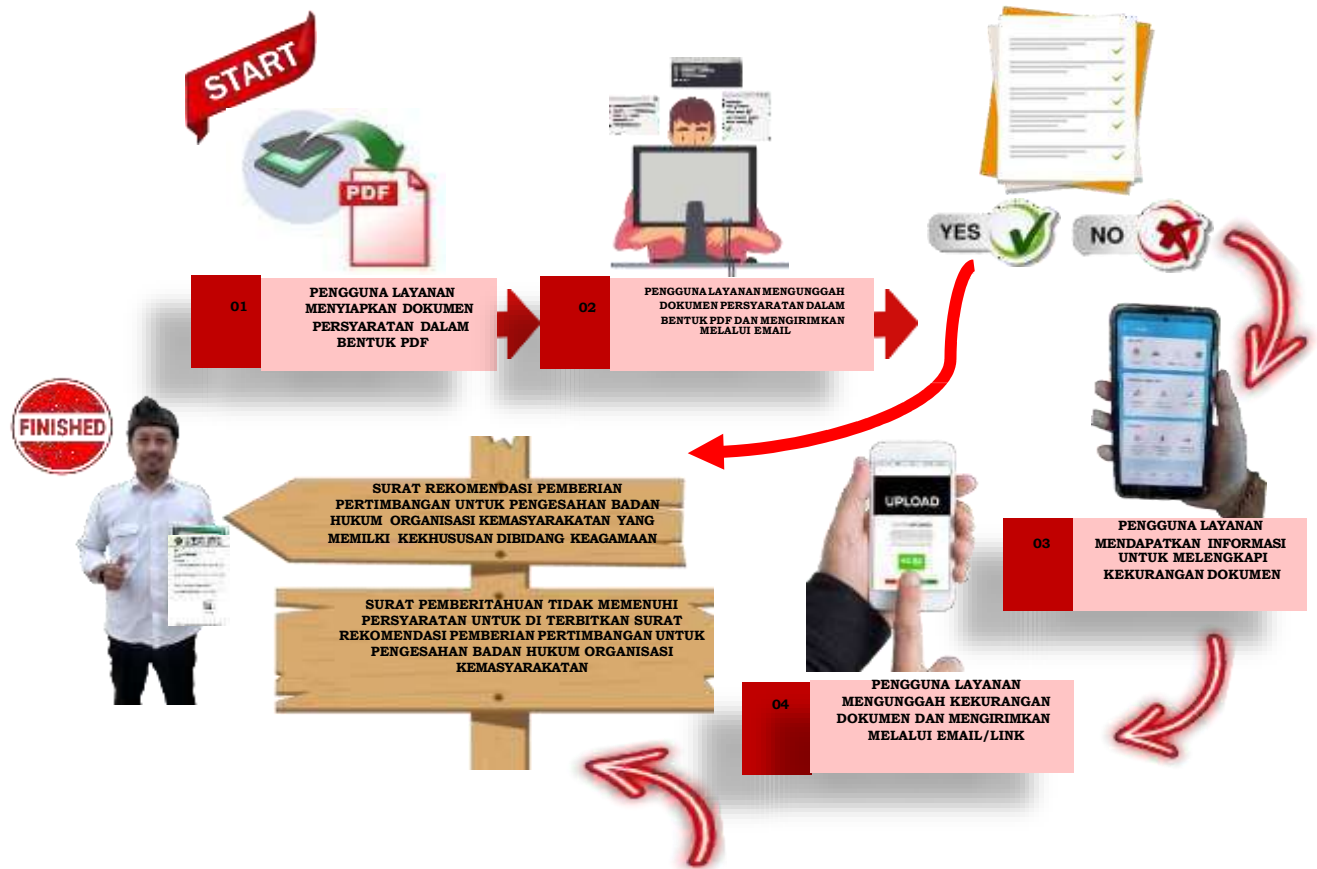 START
PDF
YES
NO
01
PENGGUNA LAYANAN
MENYIAPKAN DOKUMEN
PERSYARATAN DALAM
BENTUK PDF
02
PENGGUNA LAYANAN MENGUNGGAH
DOKUMEN PERSYARATAN DALAM
BENTUK PDF DAN MENGIRIMKAN
MELALUI EMAIL
03
PENGGUNA LAYANAN
MENDAPATKAN INFORMASI
UNTUK MELENGKAPI
KEKURANGAN DOKUMEN
UPLOAD
04
PENGGUNA LAYANAN
MENGUNGGAH KEKURANGAN
DOKUMEN DAN MENGIRIMKAN
MELALUI EMAIL/LINK
FINISHED
SURAT REKOMENDASI PEMBERIAN
PERTIMBANGAN UNTUK PENGESAHAN BADAN
HUKUM ORGANISASI KEMASYARAKATAN YANG
MEMILKI KEKHUSUSAN DIBIDANG KEAGAMAAN
SURAT PEMBERITAHUAN TIDAK MEMENUHI
PERSYARATAN UNTUK DI TERBITKAN SURAT
REKOMENDASI PEMBERIAN PERTIMBANGAN UNTUK
PENGESAHAN BADAN HUKUM ORGANISASI
KEMASYARAKATAN